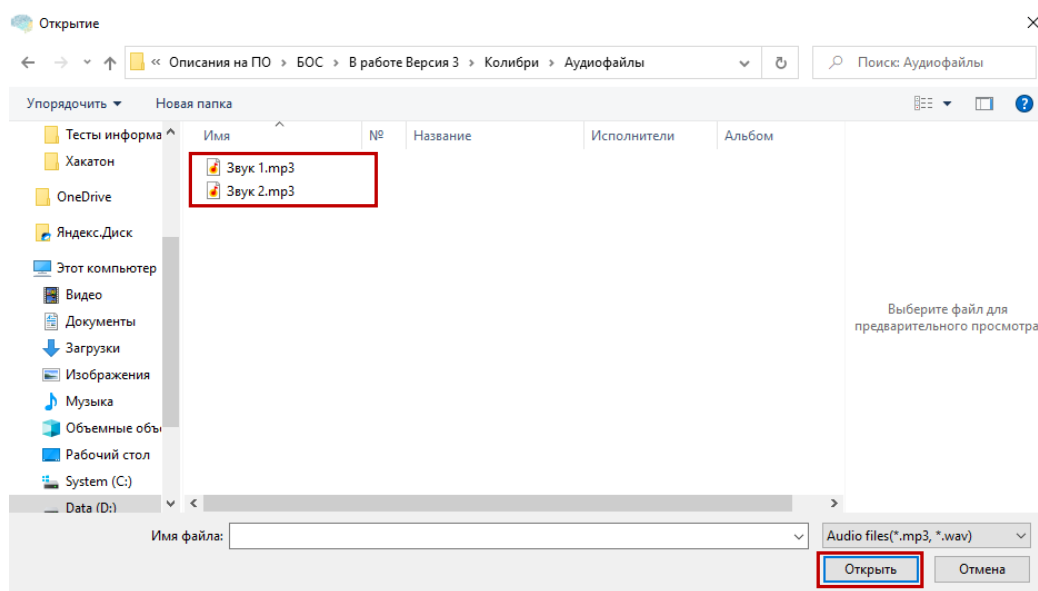 Открытие
« Описания на ПО › БОС › В работе Версия 3 › Колибри › Аудиофайлы
Поиск: Аудиофайлы
Упорядочить Новая папка
?
Тесты информа
Хакатон
OneDrive
Яндекс.Диск
Этот компьютер
Видео
Документы
Загрузки
Изображения
Музыка
Объемные объ
Рабочий стол
System (C:)
Data (D:)
Имя № Название Исполнители Альбом
Звук 1.mp3
Звук 2.mp3
Выберите файл для
предварительного просмотра
Имя файла: Audio files(*.mp3, *.wav)
Открыть Отмена